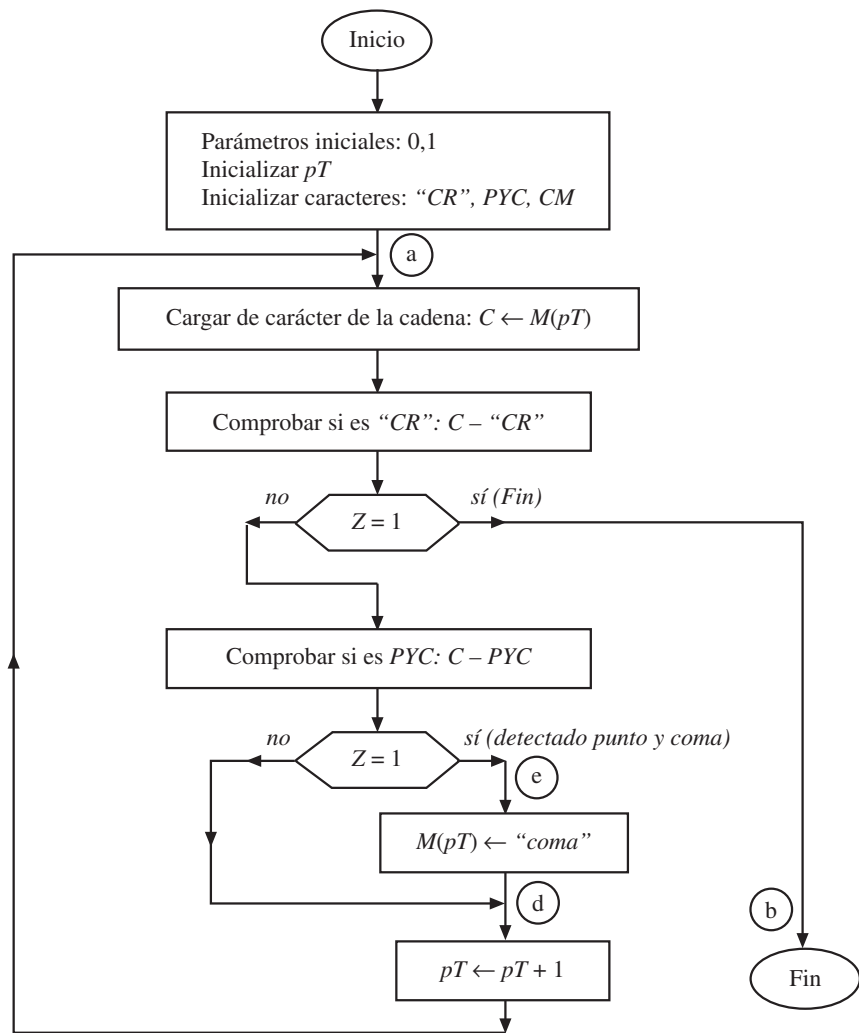 Inicio
Parámetros iniciales: 0,1
Inicializar pT
Inicializar caracteres: “CR”, PYC, CM
a
Cargar de carácter de la cadena: C ← M(pT)
Comprobar si es “CR”: C – “CR”
no
Z = 1
sí (Fin)
Comprobar si es PYC: C – PYC
no
Z = 1
sí (detectado punto y coma)
e
M(pT) ← “coma”
d
b
pT ← pT + 1
Fin